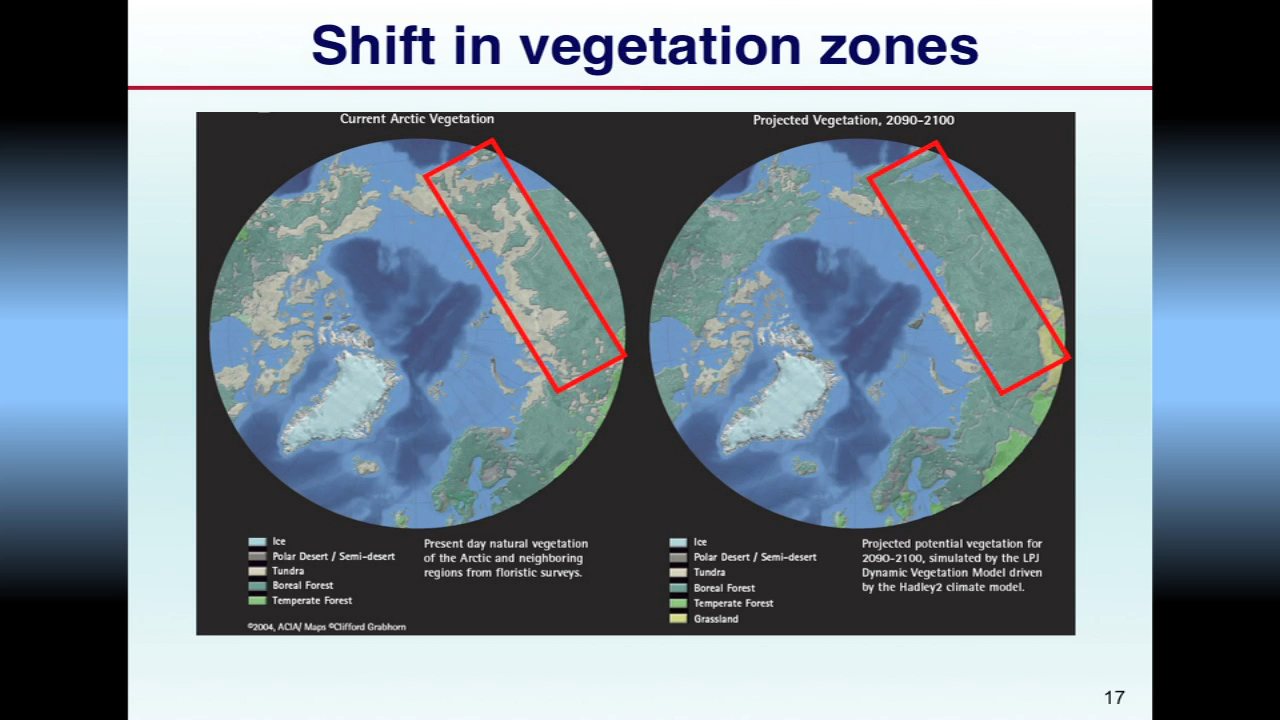 Shift in vegetation zones
Current Arctic Vegetation
Projected Vegetation, 2090-2100
Ice
Polar Desert / Semi-desert
Tundra
Boreal Forest
Temperate Forest
Present day natural vegetation
of the Arctic and neighboring
regions from floristic surveys.
©2004, ACIA/ Maps ©Clifford Grabhorn
Ice
Polar Desert / Semi-desert
Tundra
Boreal Forest
Temperate Forest
Grassland
Projected potential vegetation for
2090-2100, simulated by the LPJ
Dynamic Vegetation Model driven
by the Hadley2 climate model.
17